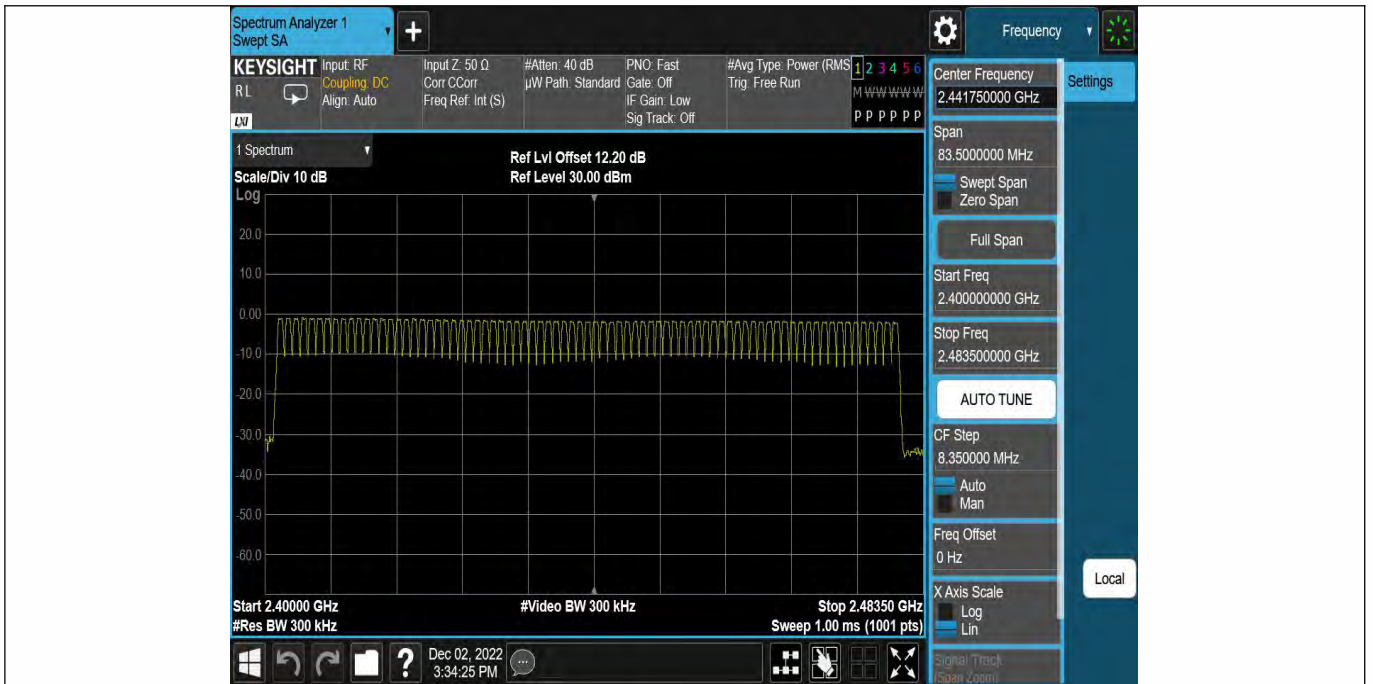 Spectrum Analyzer 1
Swept SA
Frequency
KEYSIGHT
RL
LXI
Input: RF
Coupling: DC
Align: Auto
Input Z: 50 Ω
Corr CCorr
Freq Ref: Int (S)
#Atten: 40 dB
µW Path: Standard
PNO: Fast
Gate: Off
IF Gain: Low
Sig Track: Off
#Avg Type: Power (RMS
Trig: Free Run
1 2 3 4 5 6
M W W W W W
P P P P P P
1 Spectrum
Scale/Div 10 dB
Ref Lvl Offset 12.20 dB
Ref Level 30.00 dBm
Log
20.0
10.0
0.00
-10.0
-20.0
-30.0
-40.0
-50.0
-60.0
Start 2.40000 GHz
#Video BW 300 kHz
Stop 2.48350 GHz
#Res BW 300 kHz
Sweep 1.00 ms (1001 pts)
Dec 02, 2022
3:34:25 PM
Center Frequency
2.441750000 GHz
Settings
Span
83.5000000 MHz
Swept Span
Zero Span
Full Span
Start Freq
2.400000000 GHz
Stop Freq
2.483500000 GHz
AUTO TUNE
CF Step
8.350000 MHz
Auto
Man
Freq Offset
0 Hz
X Axis Scale
Log
Lin
Signal Track
(Span Zoom)
Local